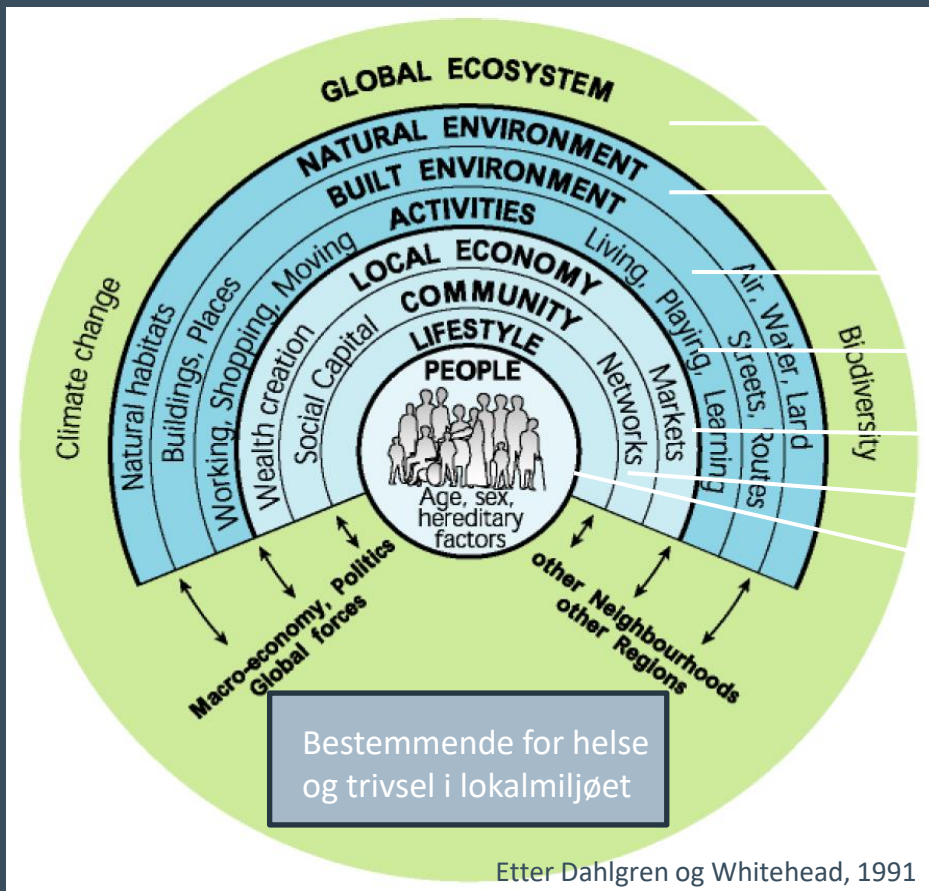 GLOBAL ECOSYSTEM
NATURAL ENVIRONMENT
BUILT ENVIRONMENT
ACTIVITIES
LOCAL ECONOMY
COMMUNITY
LIFESTYLE
PEOPLE
Age, sex,
hereditary
factors
Climate change
Natural habitats
Buildings, Places
Working, Shopping, Moving
Wealth creation
Social Capital
Networks
Markets
Living, Playing, Learning
Streets, Routes
Air, Water, Land
Biodiversity
Macro-economy, Politics
Global forces
other Neighbourhoods
other Regions
Bestemmende for helse
og trivsel i lokalmiljøet
Etter Dahlgren og Whitehead, 1991